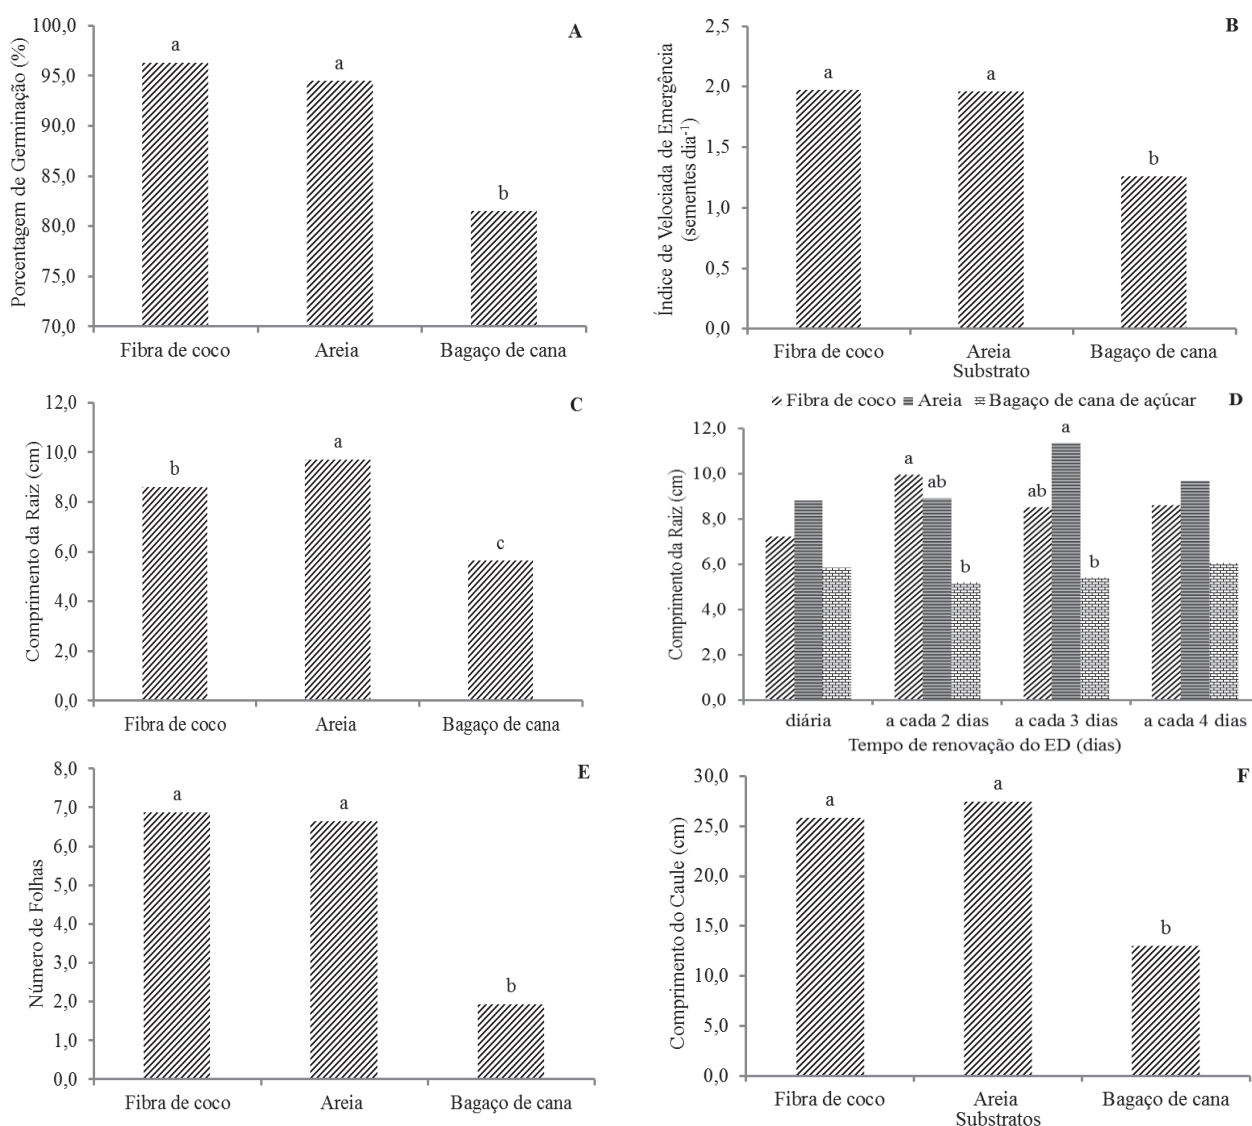 A
Porcentagem de Germinação (%)
100,0
95,0
90,0
85,0
80,0
75,0
70,0
a
a
b
Fibra de coco
Areia
Bagaço de cana
B
Índice de Velociada de Emergência
(sementes dia-1)
2,5
2,0
1,5
1,0
0,5
0,0
a
a
b
Fibra de coco
Areia
Bagaço de cana
Substrato
C
Comprimento da Raiz (cm)
12,0
10,0
8,0
6,0
4,0
2,0
0,0
b
a
c
Fibra de coco
Areia
Bagaço de cana
Fibra de coco
Areia
Bagaço de cana de açúcar
D
Comprimento da Raiz (cm)
12,0
10,0
8,0
6,0
4,0
2,0
0,0
a
ab
b
ab
a
b
diária
a cada 2 dias
a cada 3 dias
a cada 4 dias
Tempo de renovação do ED (dias)
E
Número de Folhas
8,0
7,0
6,0
5,0
4,0
3,0
2,0
1,0
0,0
a
a
b
Fibra de coco
Areia
Bagaço de cana
F
Comprimento do Caule (cm)
30,0
25,0
20,0
15,0
10,0
5,0
0,0
a
a
b
Fibra de coco
Areia
Bagaço de cana
Substratos